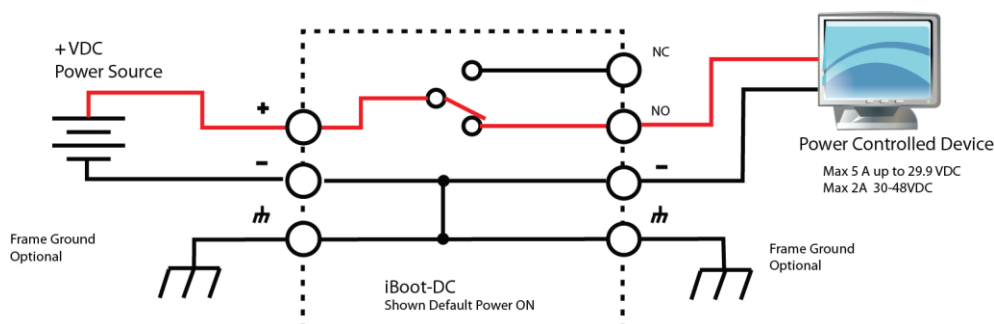 +VDC
Power Source
+
-
NC
NO
-
Power Controlled Device
Max 5 A up to 29.9 VDC
Max 2A 30-48VDC
Frame Ground
Optional
Frame Ground
Optional
iBoot-DC
Shown Default Power ON